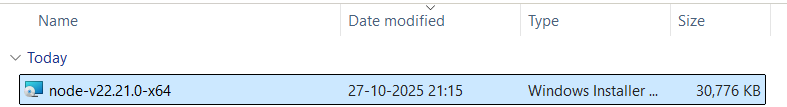 Name Date modified Type Size
Today
node-v22.21.0-x64 27-10-2025 21:15 Windows Installer ... 30,776 KB